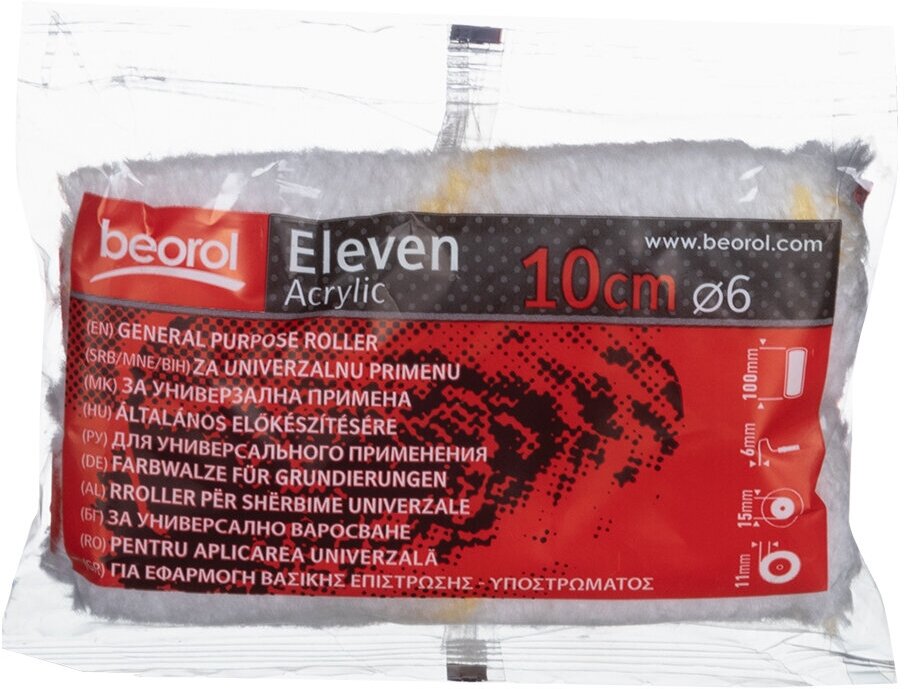 beorol
Eleven
Acrylic
10cm ø6
www.beorol.com
(EN) GENERAL PURPOSE ROLLER
(SRB/MNE/BIH) ZA UNIVERZALNU PRIMENU
(MK) ЗА УНИВЕРЗАЛНА ПРИМЕНА
(HU) ÁLTALÁNOS ELŐKÉSZÍTÉSÉRE
(РУ) ДЛЯ УНИВЕРСАЛЬНОГО ПРИМЕНЕНИЯ
(DE) FARBWALZE FÜR GRUNDIERUNGEN
(AL) RROLLER PËR SHËRBIME UNIVERZALE
(БГ) ЗА УНИВЕРСАЛНО ВАРОСВАНЕ
(RO) PENTRU APLICAREA UNIVERZALĂ
(GR) ΓΙΑ ΕΦΑΡΜΟΓΗ ΒΑΣΙΚΗΣ ΕΠΙΣΤΡΩΣΗΣ - ΥΠΟΣΤΡΩΜΑΤΟΣ
100mm
6mm
15mm
11mm